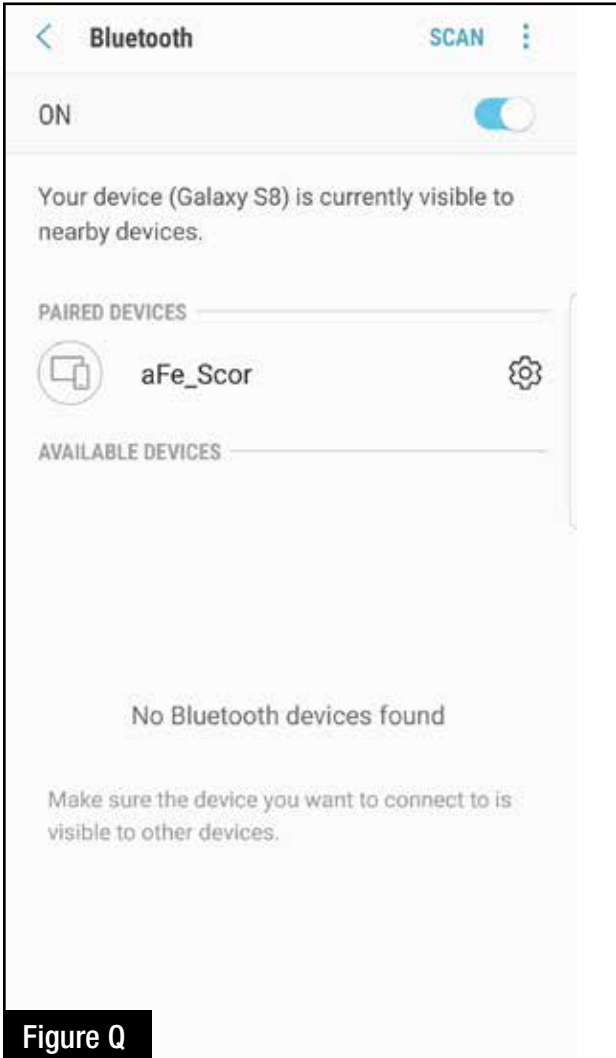 Bluetooth SCAN
ON
Your device (Galaxy S8) is currently visible to
nearby devices.
PAIRED DEVICES
aFe_Scor
AVAILABLE DEVICES
No Bluetooth devices found
Make sure the device you want to connect to is
visible to other devices.
Figure Q